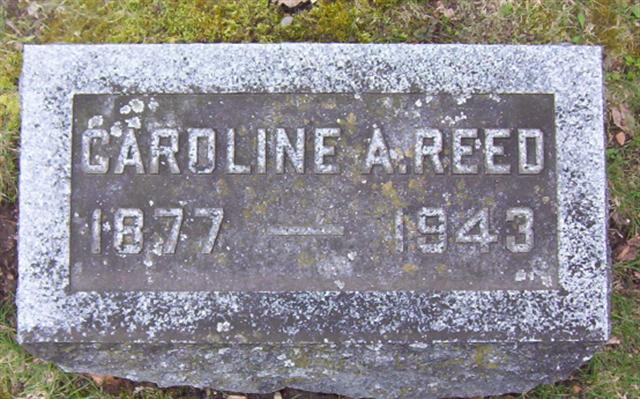 CAROLINE A. REED
1877 — 1943